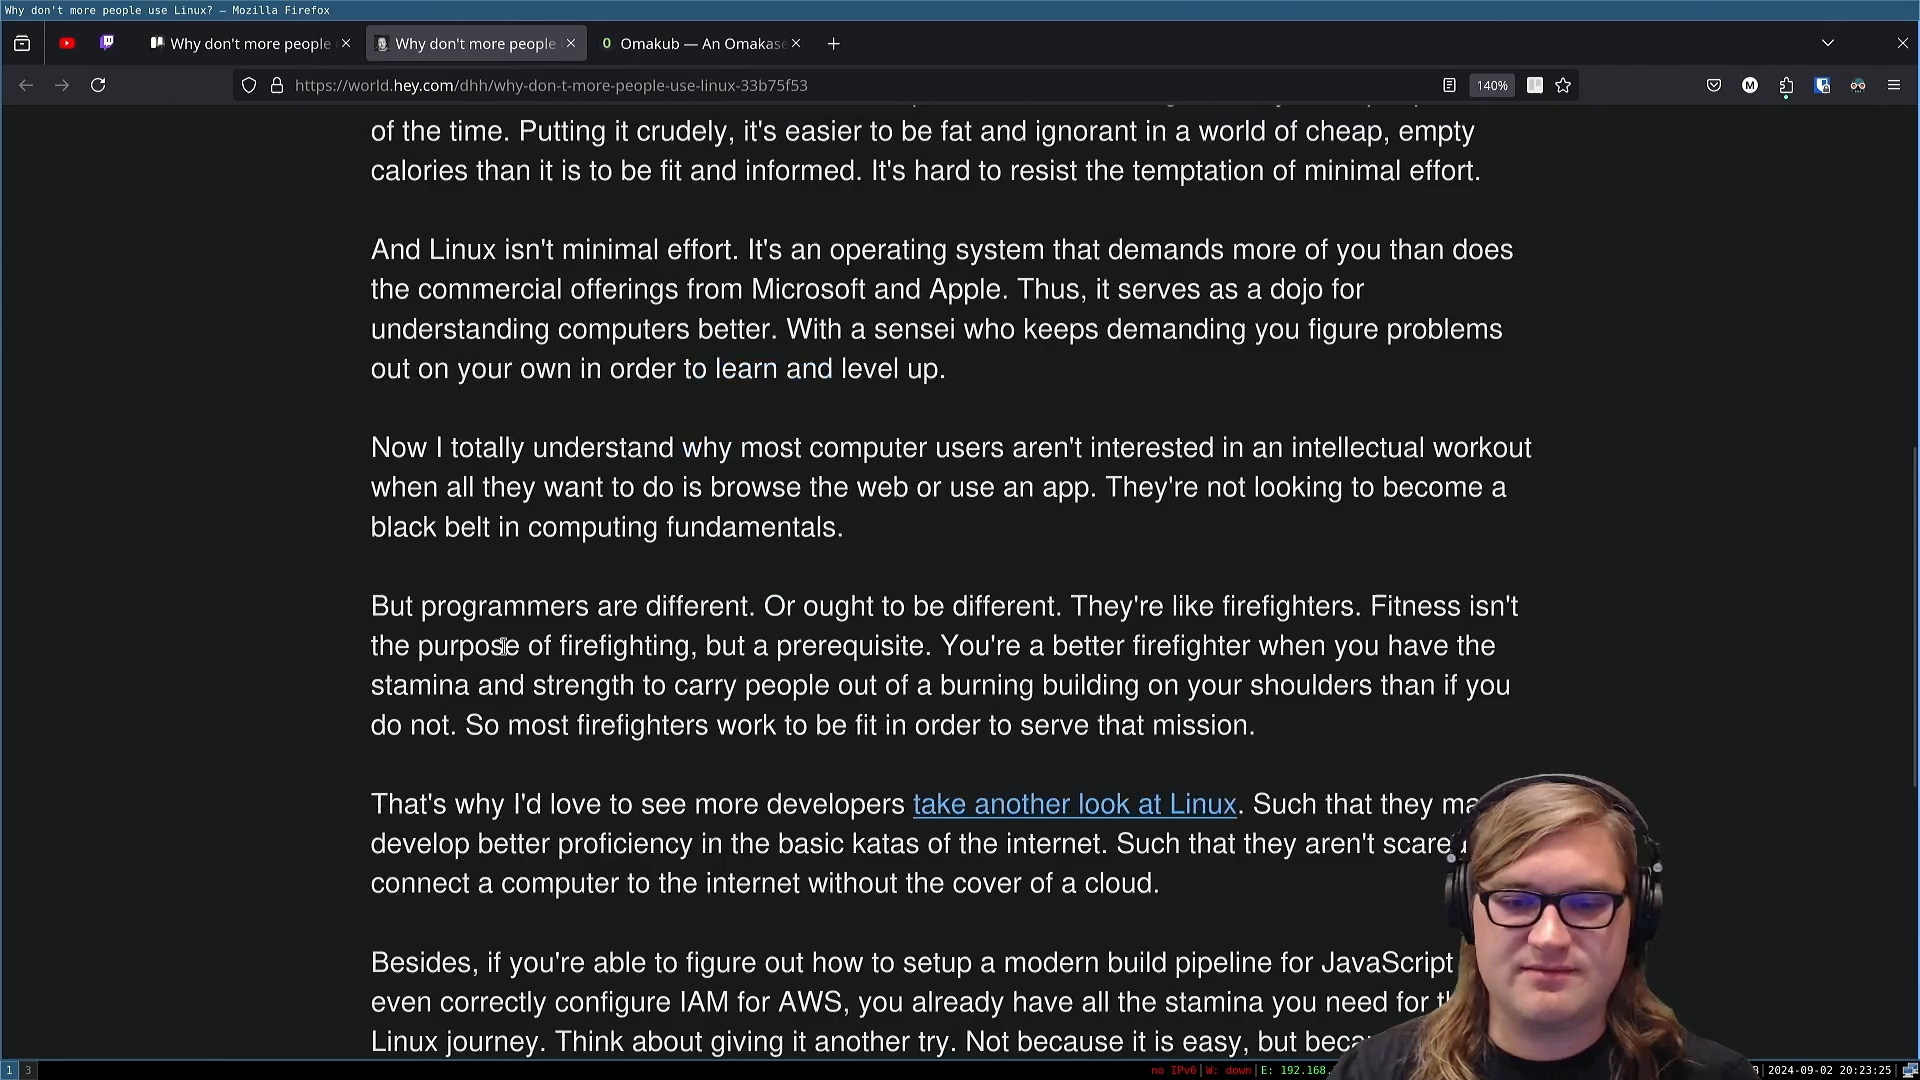 Why don't more people use Linux? — Mozilla Firefox
Why don't more people
Why don't more people
Omakub — An Omakase
https://world.hey.com/dhh/why-don-t-more-people-use-linux-33b75f53
140%
M
of the time. Putting it crudely, it's easier to be fat and ignorant in a world of cheap, empty
calories than it is to be fit and informed. It's hard to resist the temptation of minimal effort.
And Linux isn't minimal effort. It's an operating system that demands more of you than does
the commercial offerings from Microsoft and Apple. Thus, it serves as a dojo for
understanding computers better. With a sensei who keeps demanding you figure problems
out on your own in order to learn and level up.
Now I totally understand why most computer users aren't interested in an intellectual workout
when all they want to do is browse the web or use an app. They're not looking to become a
black belt in computing fundamentals.
But programmers are different. Or ought to be different. They're like firefighters. Fitness isn't
the purpose of firefighting, but a prerequisite. You're a better firefighter when you have the
stamina and strength to carry people out of a burning building on your shoulders than if you
do not. So most firefighters work to be fit in order to serve that mission.
That's why I'd love to see more developers take another look at Linux. Such that they
develop better proficiency in the basic katas of the internet. Such that they aren't
connect a computer to the internet without the cover of a cloud.
Besides, if you're able to figure out how to setup a modern build pipeline for JavaScript
even correctly configure IAM for AWS, you already have all the stamina you need for
Linux journey. Think about giving it another try. Not because it is easy, but
1 3
no IPv6 | W: down | E: 192.168.
2024-09-02 20:23:25